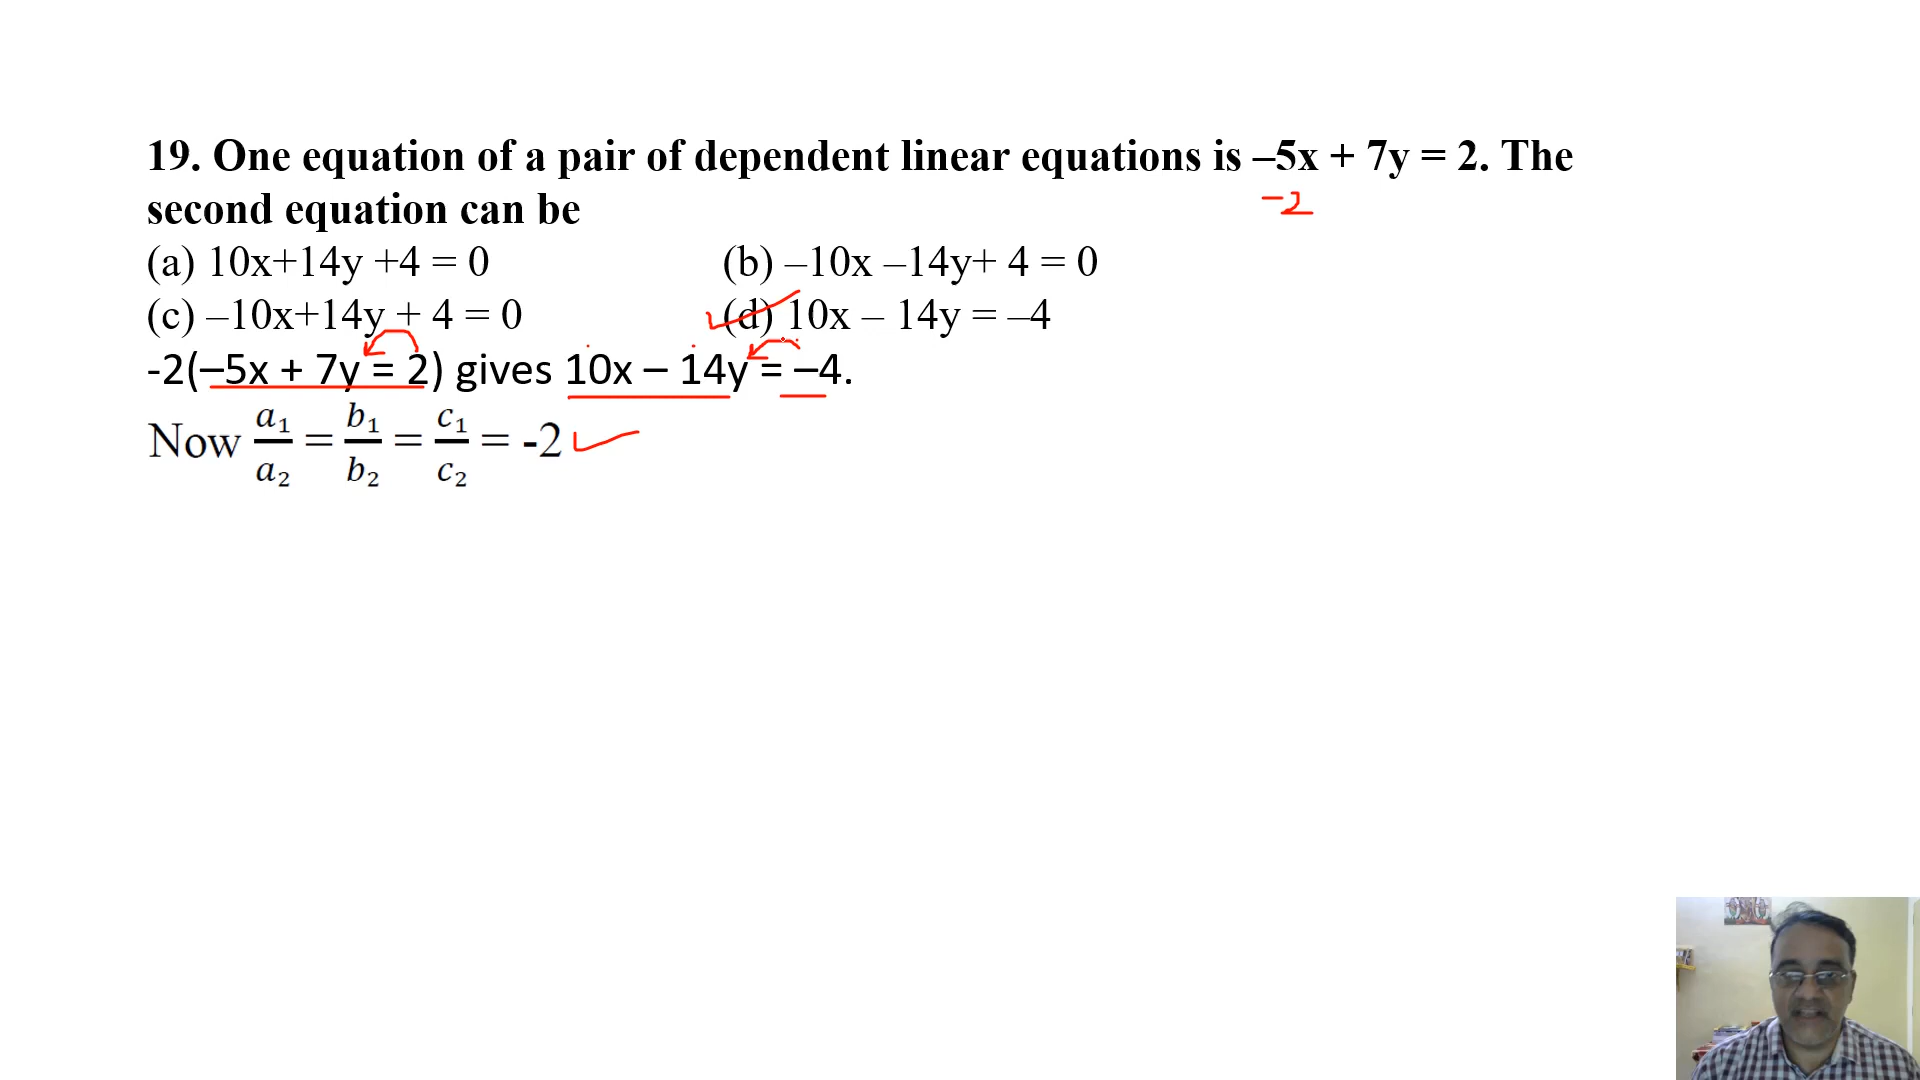 19. One equation of a pair of dependent linear equations is –5x + 7y = 2. The
-2
second equation can be
(a) 10x+14y +4 = 0 (b) –10x –14y+ 4 = 0
(c) –10x+14y + 4 = 0 (d) 10x – 14y = –4
-2(–5x + 7y = 2) gives 10x – 14y = –4.
Now a₁/a₂ = b₁/b₂ = c₁/c₂ = -2